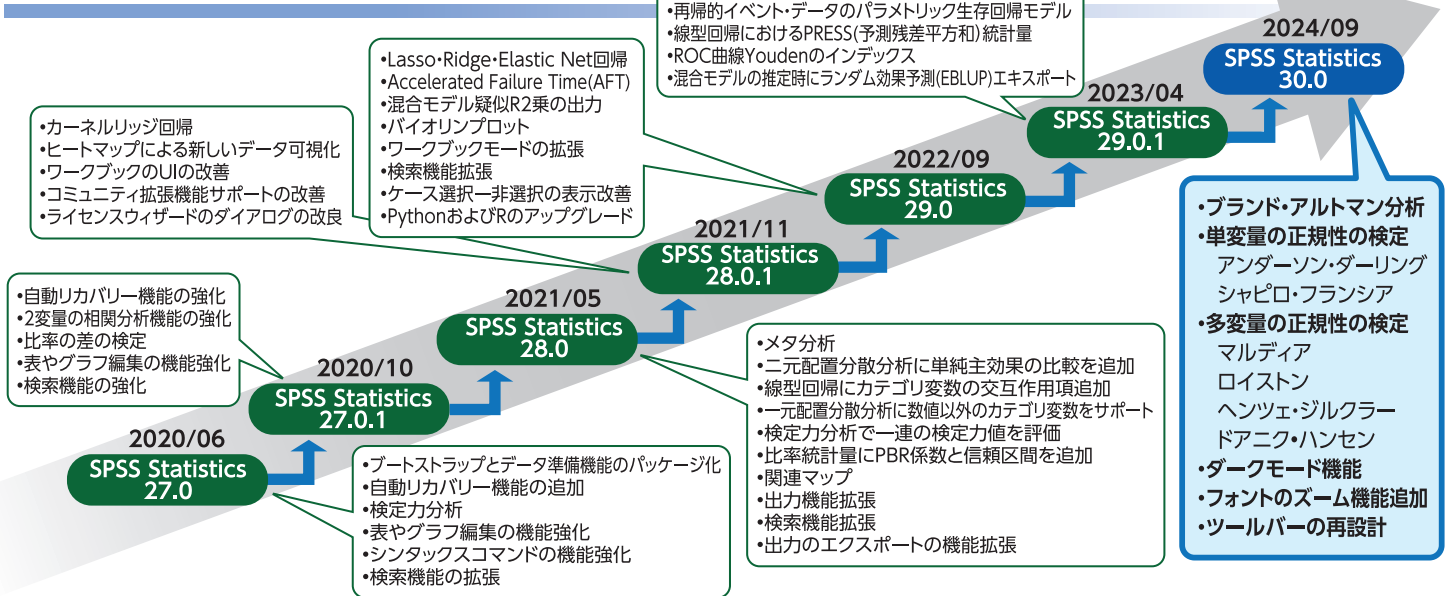 2020/06
SPSS Statistics
27.0
•ブートストラップとデータ準備機能のパッケージ化
•自動リカバリー機能の追加
•検定力分析
•表やグラフ編集の機能強化
•シンタックスコマンドの機能強化
•検索機能の拡張
2020/10
SPSS Statistics
27.0.1
•自動リカバリー機能の強化
•2変量の相関分析機能の強化
•比率の差の検定
•表やグラフ編集の機能強化
•検索機能の強化
2021/05
SPSS Statistics
28.0
•メタ分析
•二元配置分散分析に単純主効果の比較を追加
•線型回帰にカテゴリ変数の交互作用項追加
•一元配置分散分析に数値以外のカテゴリ変数をサポート
•検定力分析で一連の検定力値を評価
•比率統計量にPBR係数と信頼区間を追加
•関連マップ
•出力機能拡張
•検索機能拡張
•出力のエクスポートの機能拡張
2021/11
SPSS Statistics
28.0.1
•カーネルリッジ回帰
•ヒートマップによる新しいデータ可視化
•ワークブックのUIの改善
•コミュニティ拡張機能サポートの改善
•ライセンスウィザードのダイアログの改良
2022/09
SPSS Statistics
29.0
•Lasso・Ridge・Elastic Net回帰
•Accelerated Failure Time(AFT)
•混合モデル疑似R2乗の出力
•バイオリンプロット
•ワークブックモードの拡張
•検索機能拡張
•ケース選択ー非選択の表示改善
•PythonおよびRのアップグレード
2023/04
SPSS Statistics
29.0.1
•再帰的イベント・データのパラメトリック生存回帰モデル
•線型回帰におけるPRESS(予測残差平方和)統計量
•ROC曲線Youdenのインデックス
•混合モデルの推定時にランダム効果予測(EBLUP)エキスポート
2024/09
SPSS Statistics
30.0
•ブランド・アルトマン分析
•単変量の正規性の検定
アンダーソン・ダーリング
シャピロ・フランシア
•多変量の正規性の検定
マルディア
ロイストン
ヘンツェ・ジルクラー
ドアニク・ハンセン
•ダークモード機能
•フォントのズーム機能追加
•ツールバーの再設計